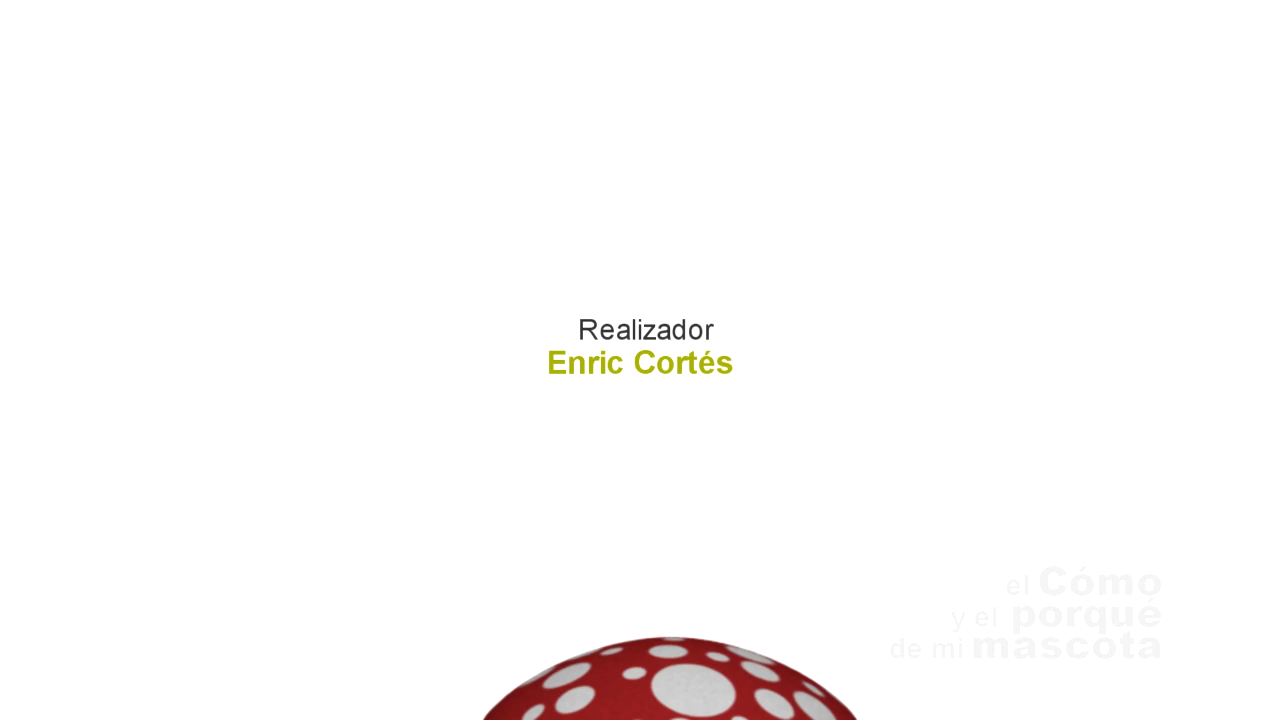 Realizador
Enric Cortés
el Cómo
y el porqué
de mi mascota